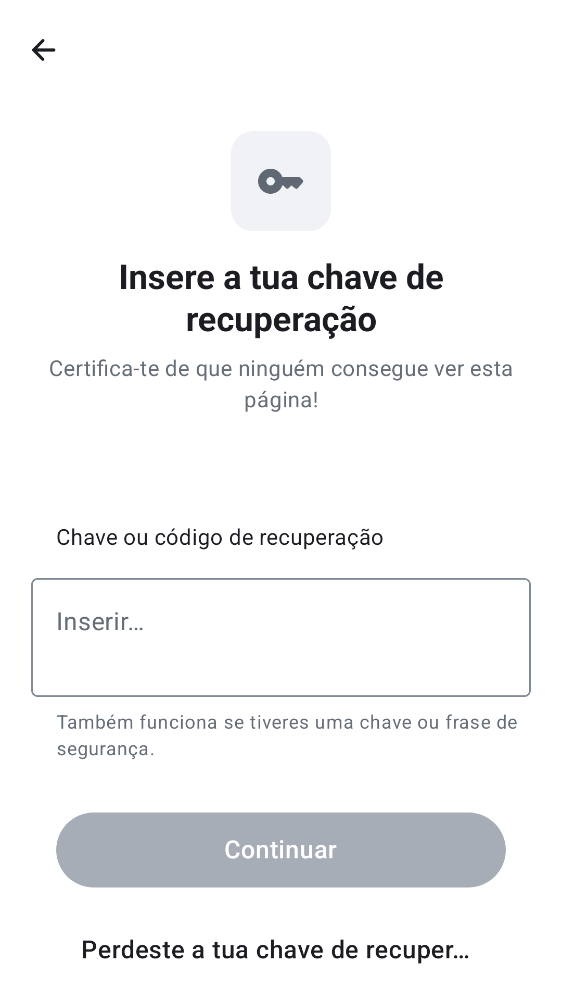 Insere a tua chave de
recuperação
Certifica-te de que ninguém consegue ver esta
página!
Chave ou código de recuperação
Inserir…
Também funciona se tiveres uma chave ou frase de
segurança.
Continuar
Perdeste a tua chave de recuper…